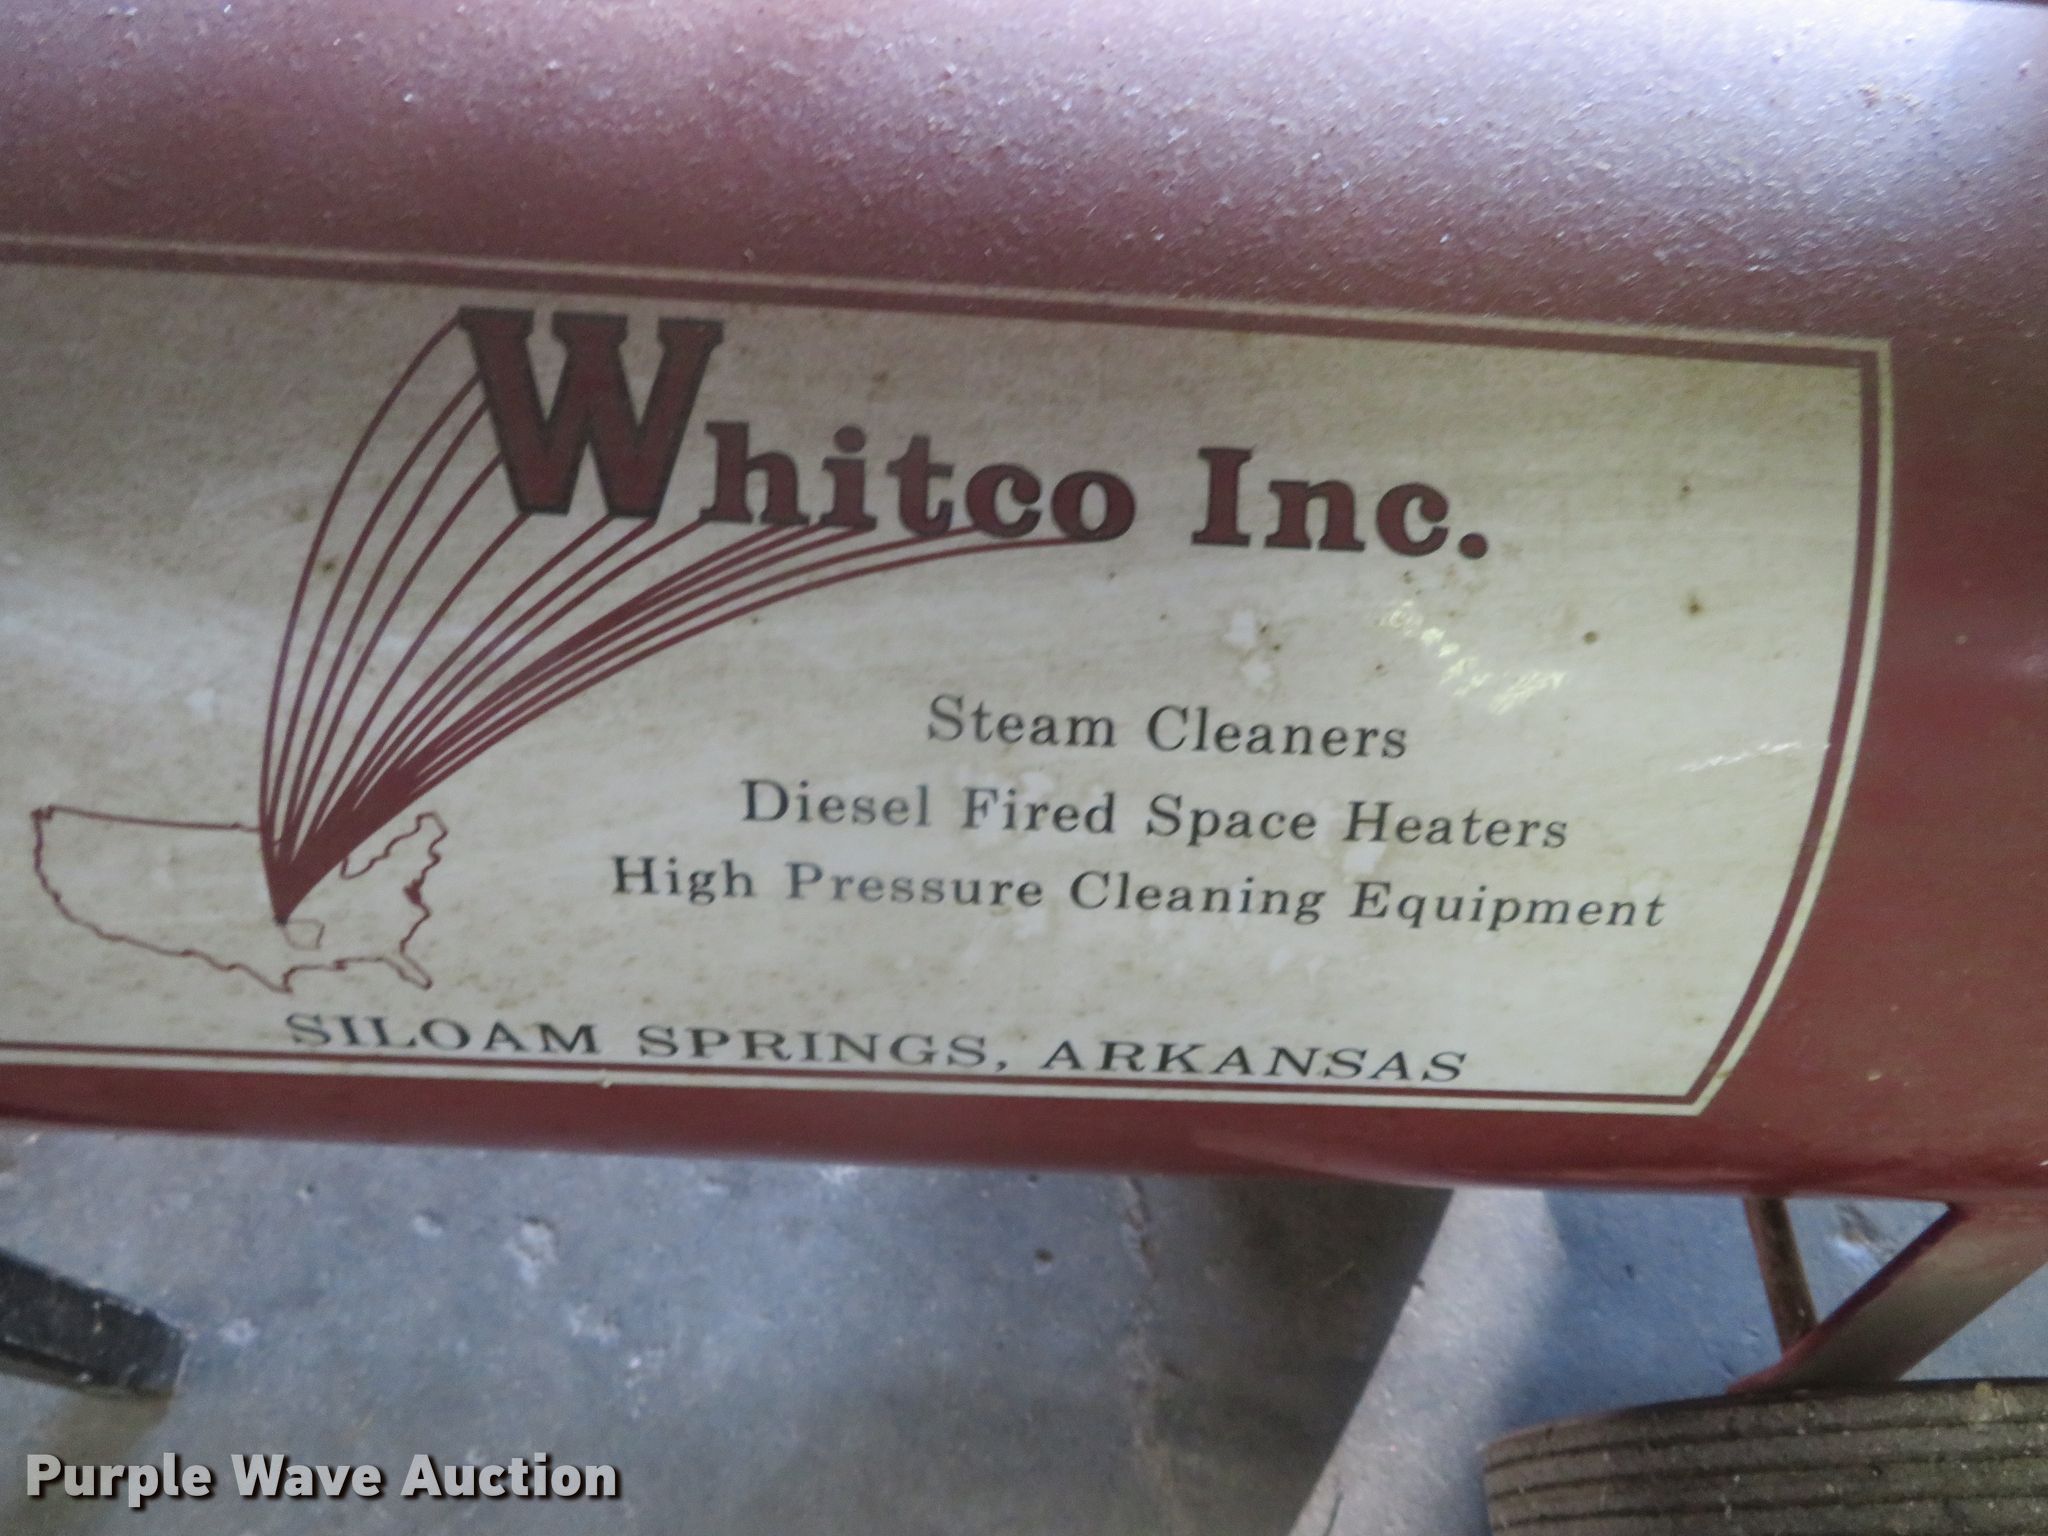 Whitco Inc.
Steam Cleaners
Diesel Fired Space Heaters
High Pressure Cleaning Equipment
SILOAM SPRINGS, ARKANSAS
Purple Wave Auction